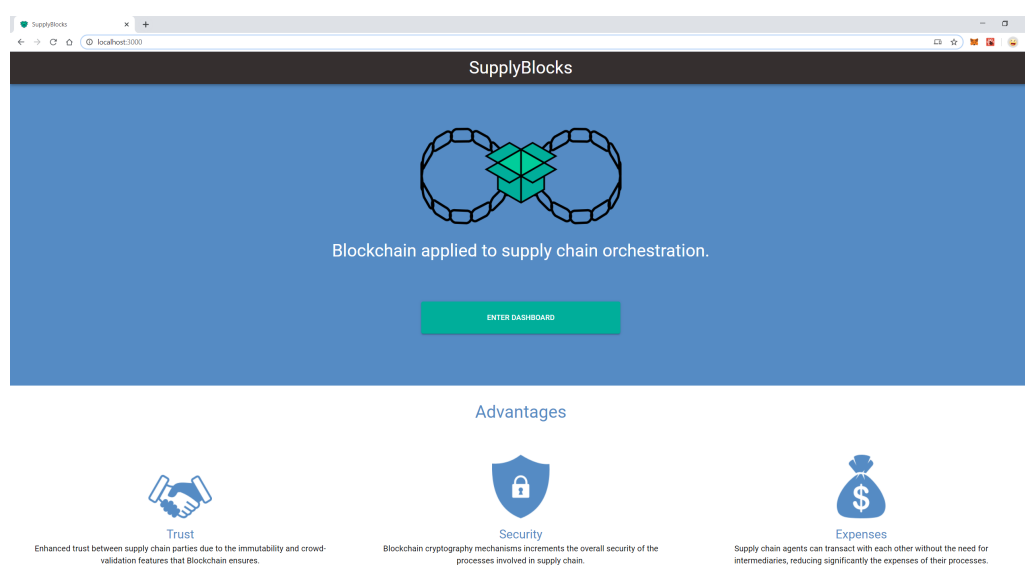 SupplyBlocks
localhost:3000
SupplyBlocks
Blockchain applied to supply chain orchestration.
ENTER DASHBOARD
Advantages
$
Trust
Enhanced trust between supply chain parties due to the immutability and crowd-
validation features that Blockchain ensures.
Security
Blockchain cryptography mechanisms increments the overall security of the
processes involved in supply chain.
Expenses
Supply chain agents can transact with each other without the need for
intermediaries, reducing significantly the expenses of their processes.